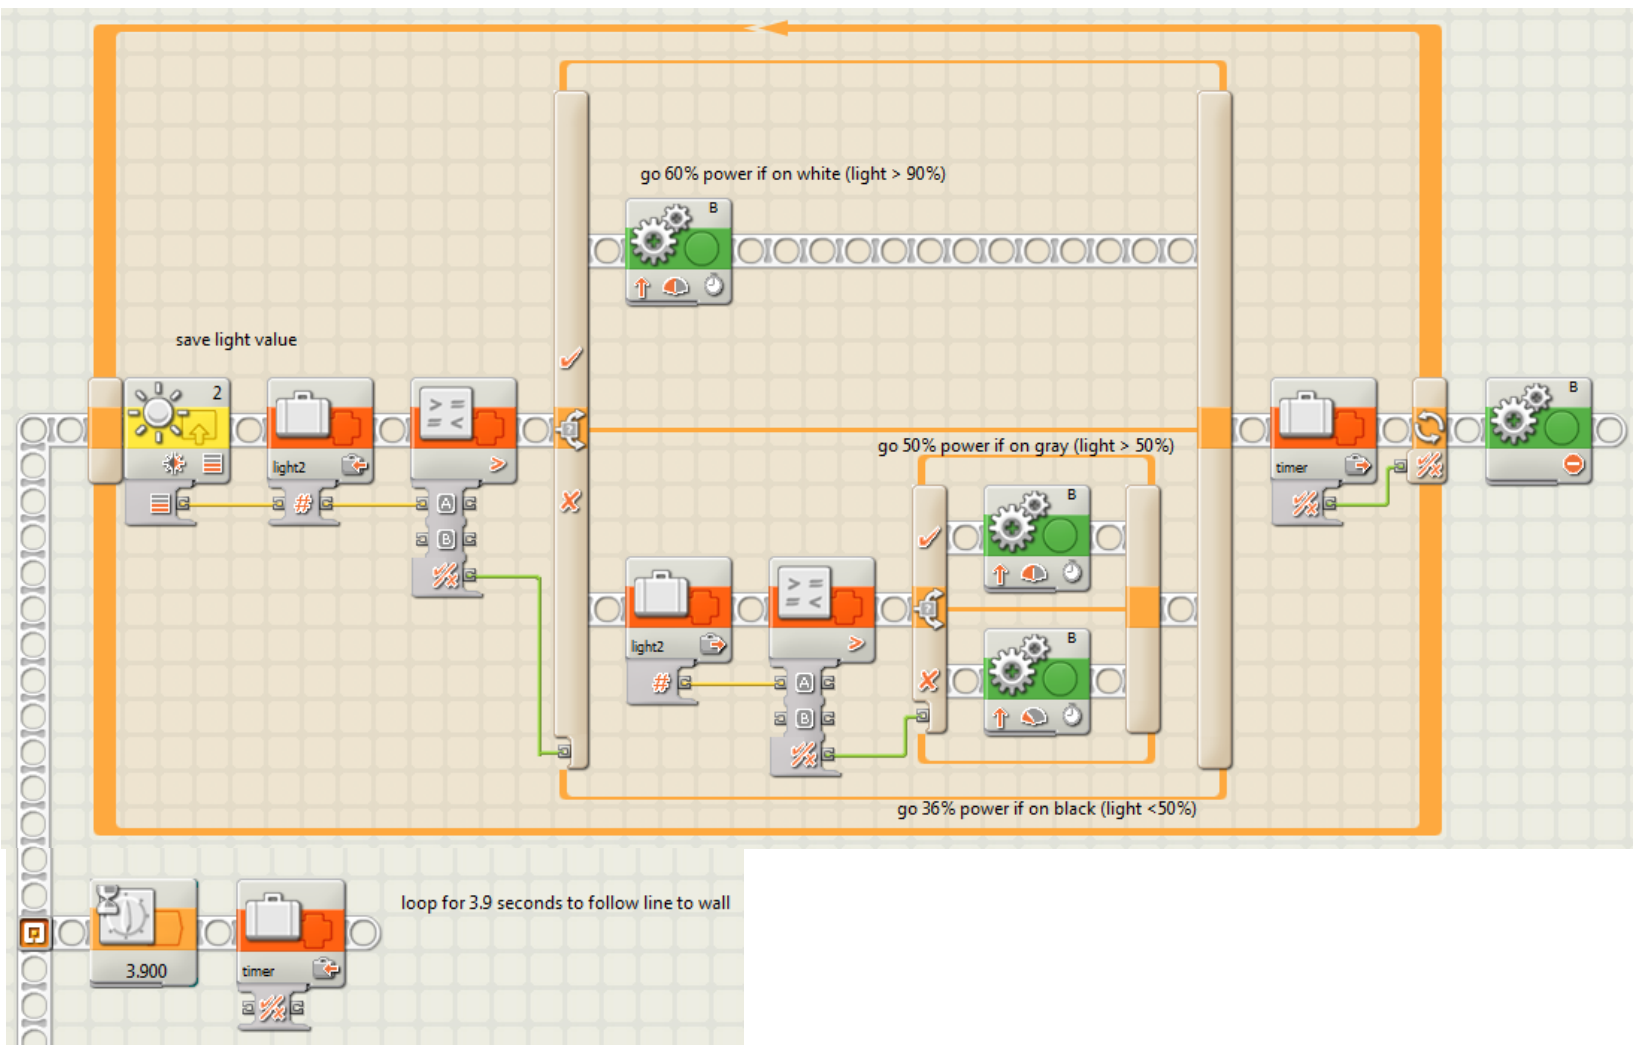 go 60% power if on white (light > 90%)
B
save light value
2
light2
>
A
B
go 50% power if on gray (light > 50%)
B
light2
>
A
B
B
timer
B
go 36% power if on black (light <50%)
loop for 3.9 seconds to follow line to wall
3.900
timer